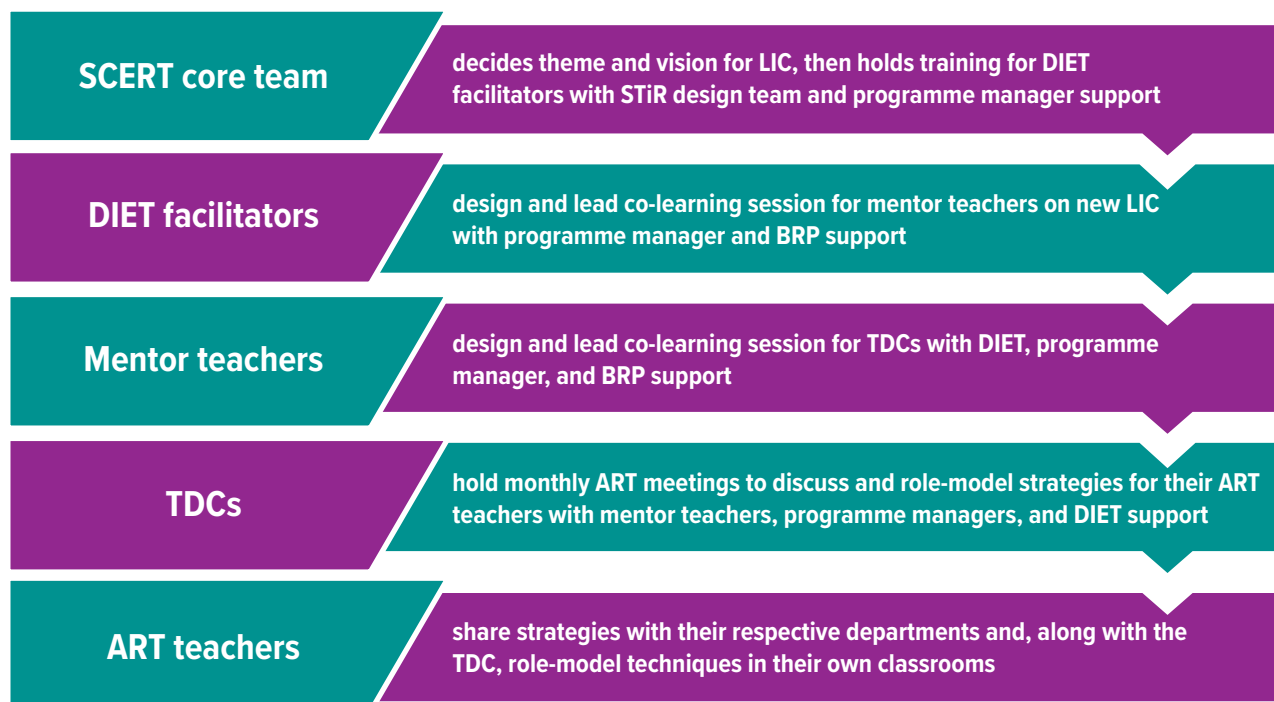 SCERT core team
decides theme and vision for LIC, then holds training for DIET
facilitators with STiR design team and programme manager support
DIET facilitators
design and lead co-learning session for mentor teachers on new LIC
with programme manager and BRP support
Mentor teachers
design and lead co-learning session for TDCs with DIET, programme
manager, and BRP support
TDCs
hold monthly ART meetings to discuss and role-model strategies for their ART
teachers with mentor teachers, programme managers, and DIET support
ART teachers
share strategies with their respective departments and, along with the
TDC, role-model techniques in their own classrooms